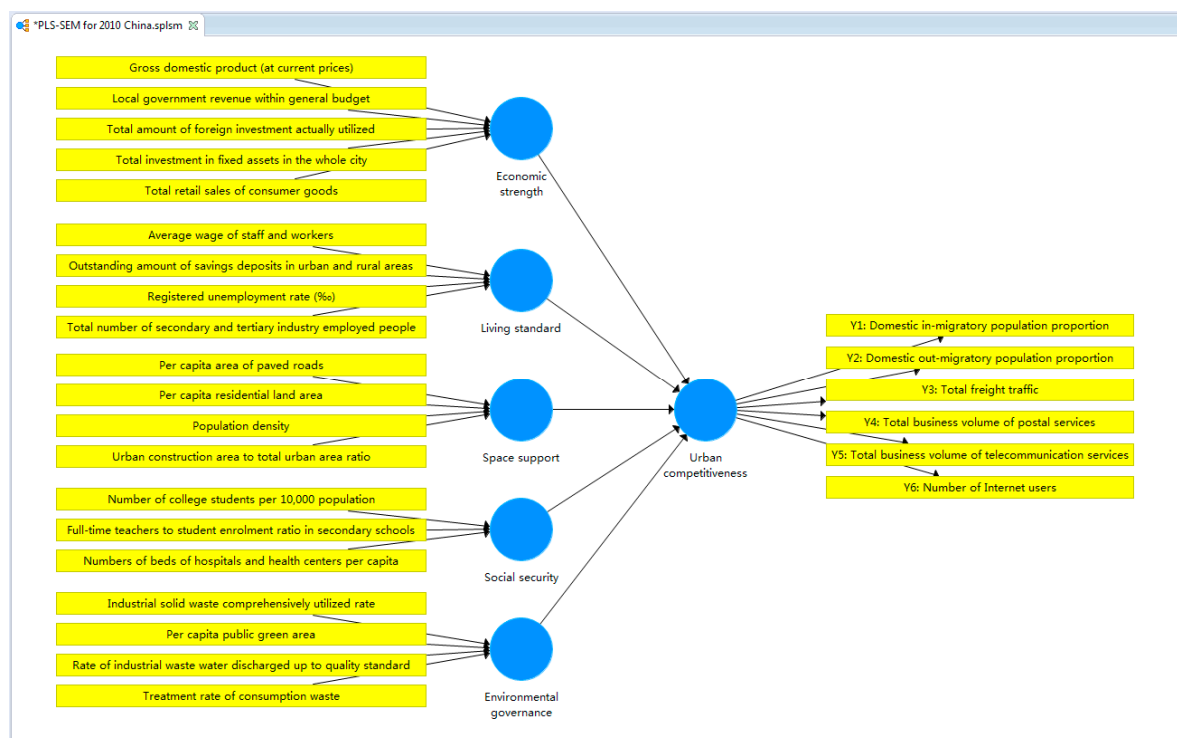 *PLS-SEM for 2010 China.splsm
Gross domestic product (at current prices)
Local government revenue within general budget
Total amount of foreign investment actually utilized
Total investment in fixed assets in the whole city
Total retail sales of consumer goods
Economic
strength
Average wage of staff and workers
Outstanding amount of savings deposits in urban and rural areas
Registered unemployment rate (‰)
Total number of secondary and tertiary industry employed people
Living standard
Per capita area of paved roads
Per capita residential land area
Population density
Urban construction area to total urban area ratio
Space support
Number of college students per 10,000 population
Full-time teachers to student enrolment ratio in secondary schools
Numbers of beds of hospitals and health centers per capita
Social security
Industrial solid waste comprehensively utilized rate
Per capita public green area
Rate of industrial waste water discharged up to quality standard
Treatment rate of consumption waste
Environmental
governance
Urban
competitiveness
Y1: Domestic in-migratory population proportion
Y2: Domestic out-migratory population proportion
Y3: Total freight traffic
Y4: Total business volume of postal services
Y5: Total business volume of telecommunication services
Y6: Number of Internet users